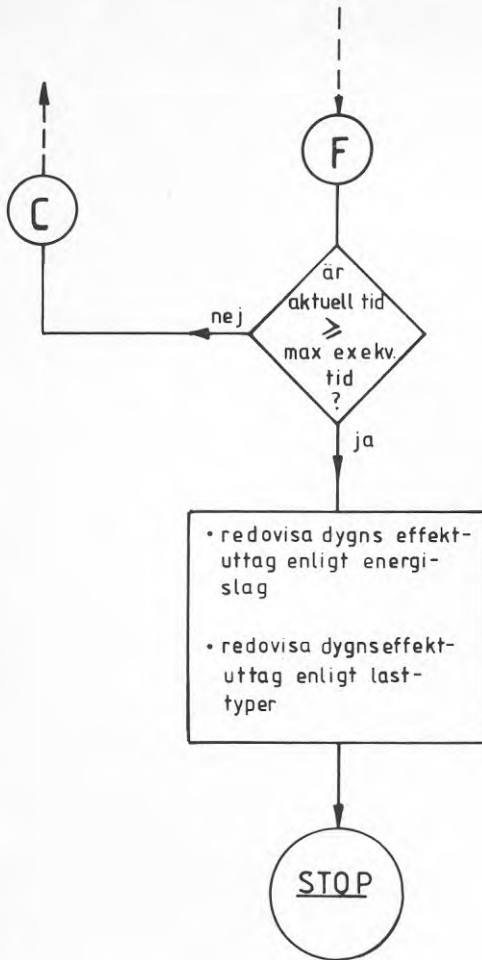 F
C
är
aktuell tid
≥
max exekv.
tid
?
nej
ja
• redovisa dygns effekt-
uttag enligt energi-
slag
• redovisa dygnseffekt-
uttag enligt last-
typer
STOP